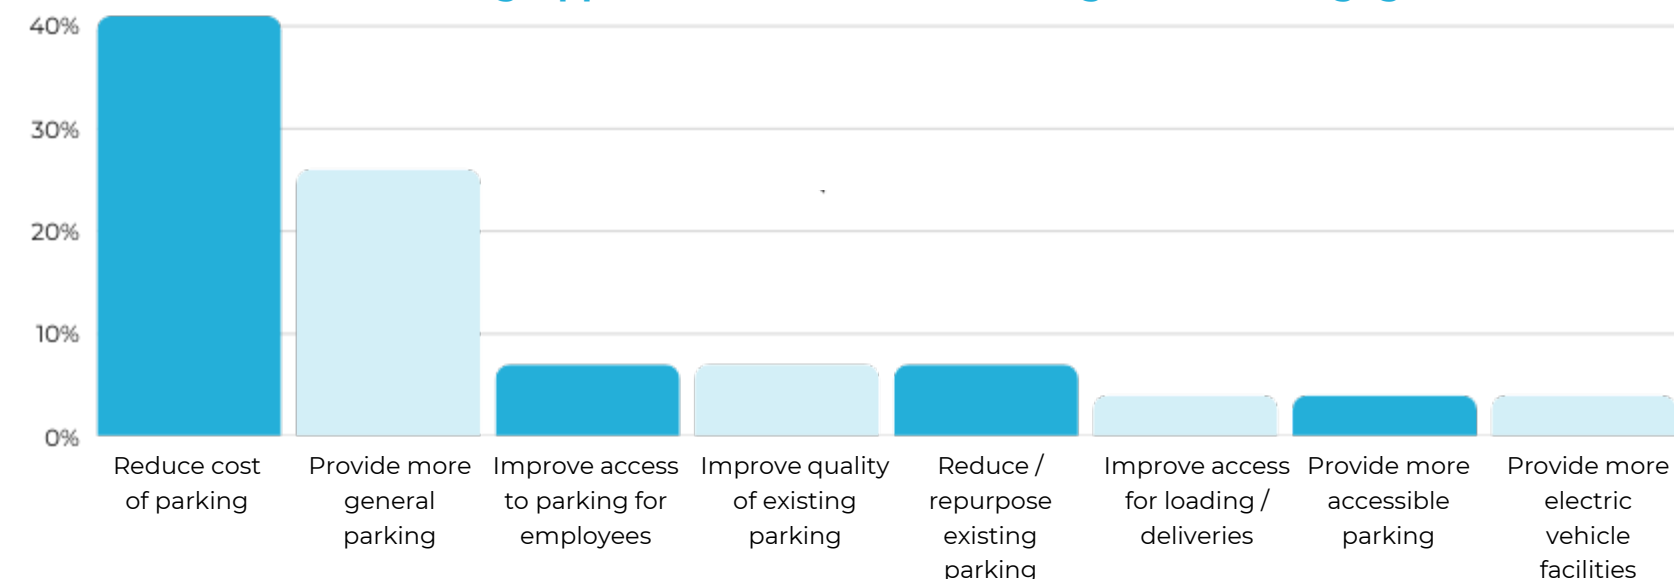 40%
30%
20%
10%
0%
Reduce cost
of parking
Provide more
general
parking
Improve access
to parking for
employees
Improve quality
of existing
parking
Reduce /
repurpose
existing
parking
Improve access
for loading /
deliveries
Provide more
accessible
parking
Provide more
electric
vehicle
facilities